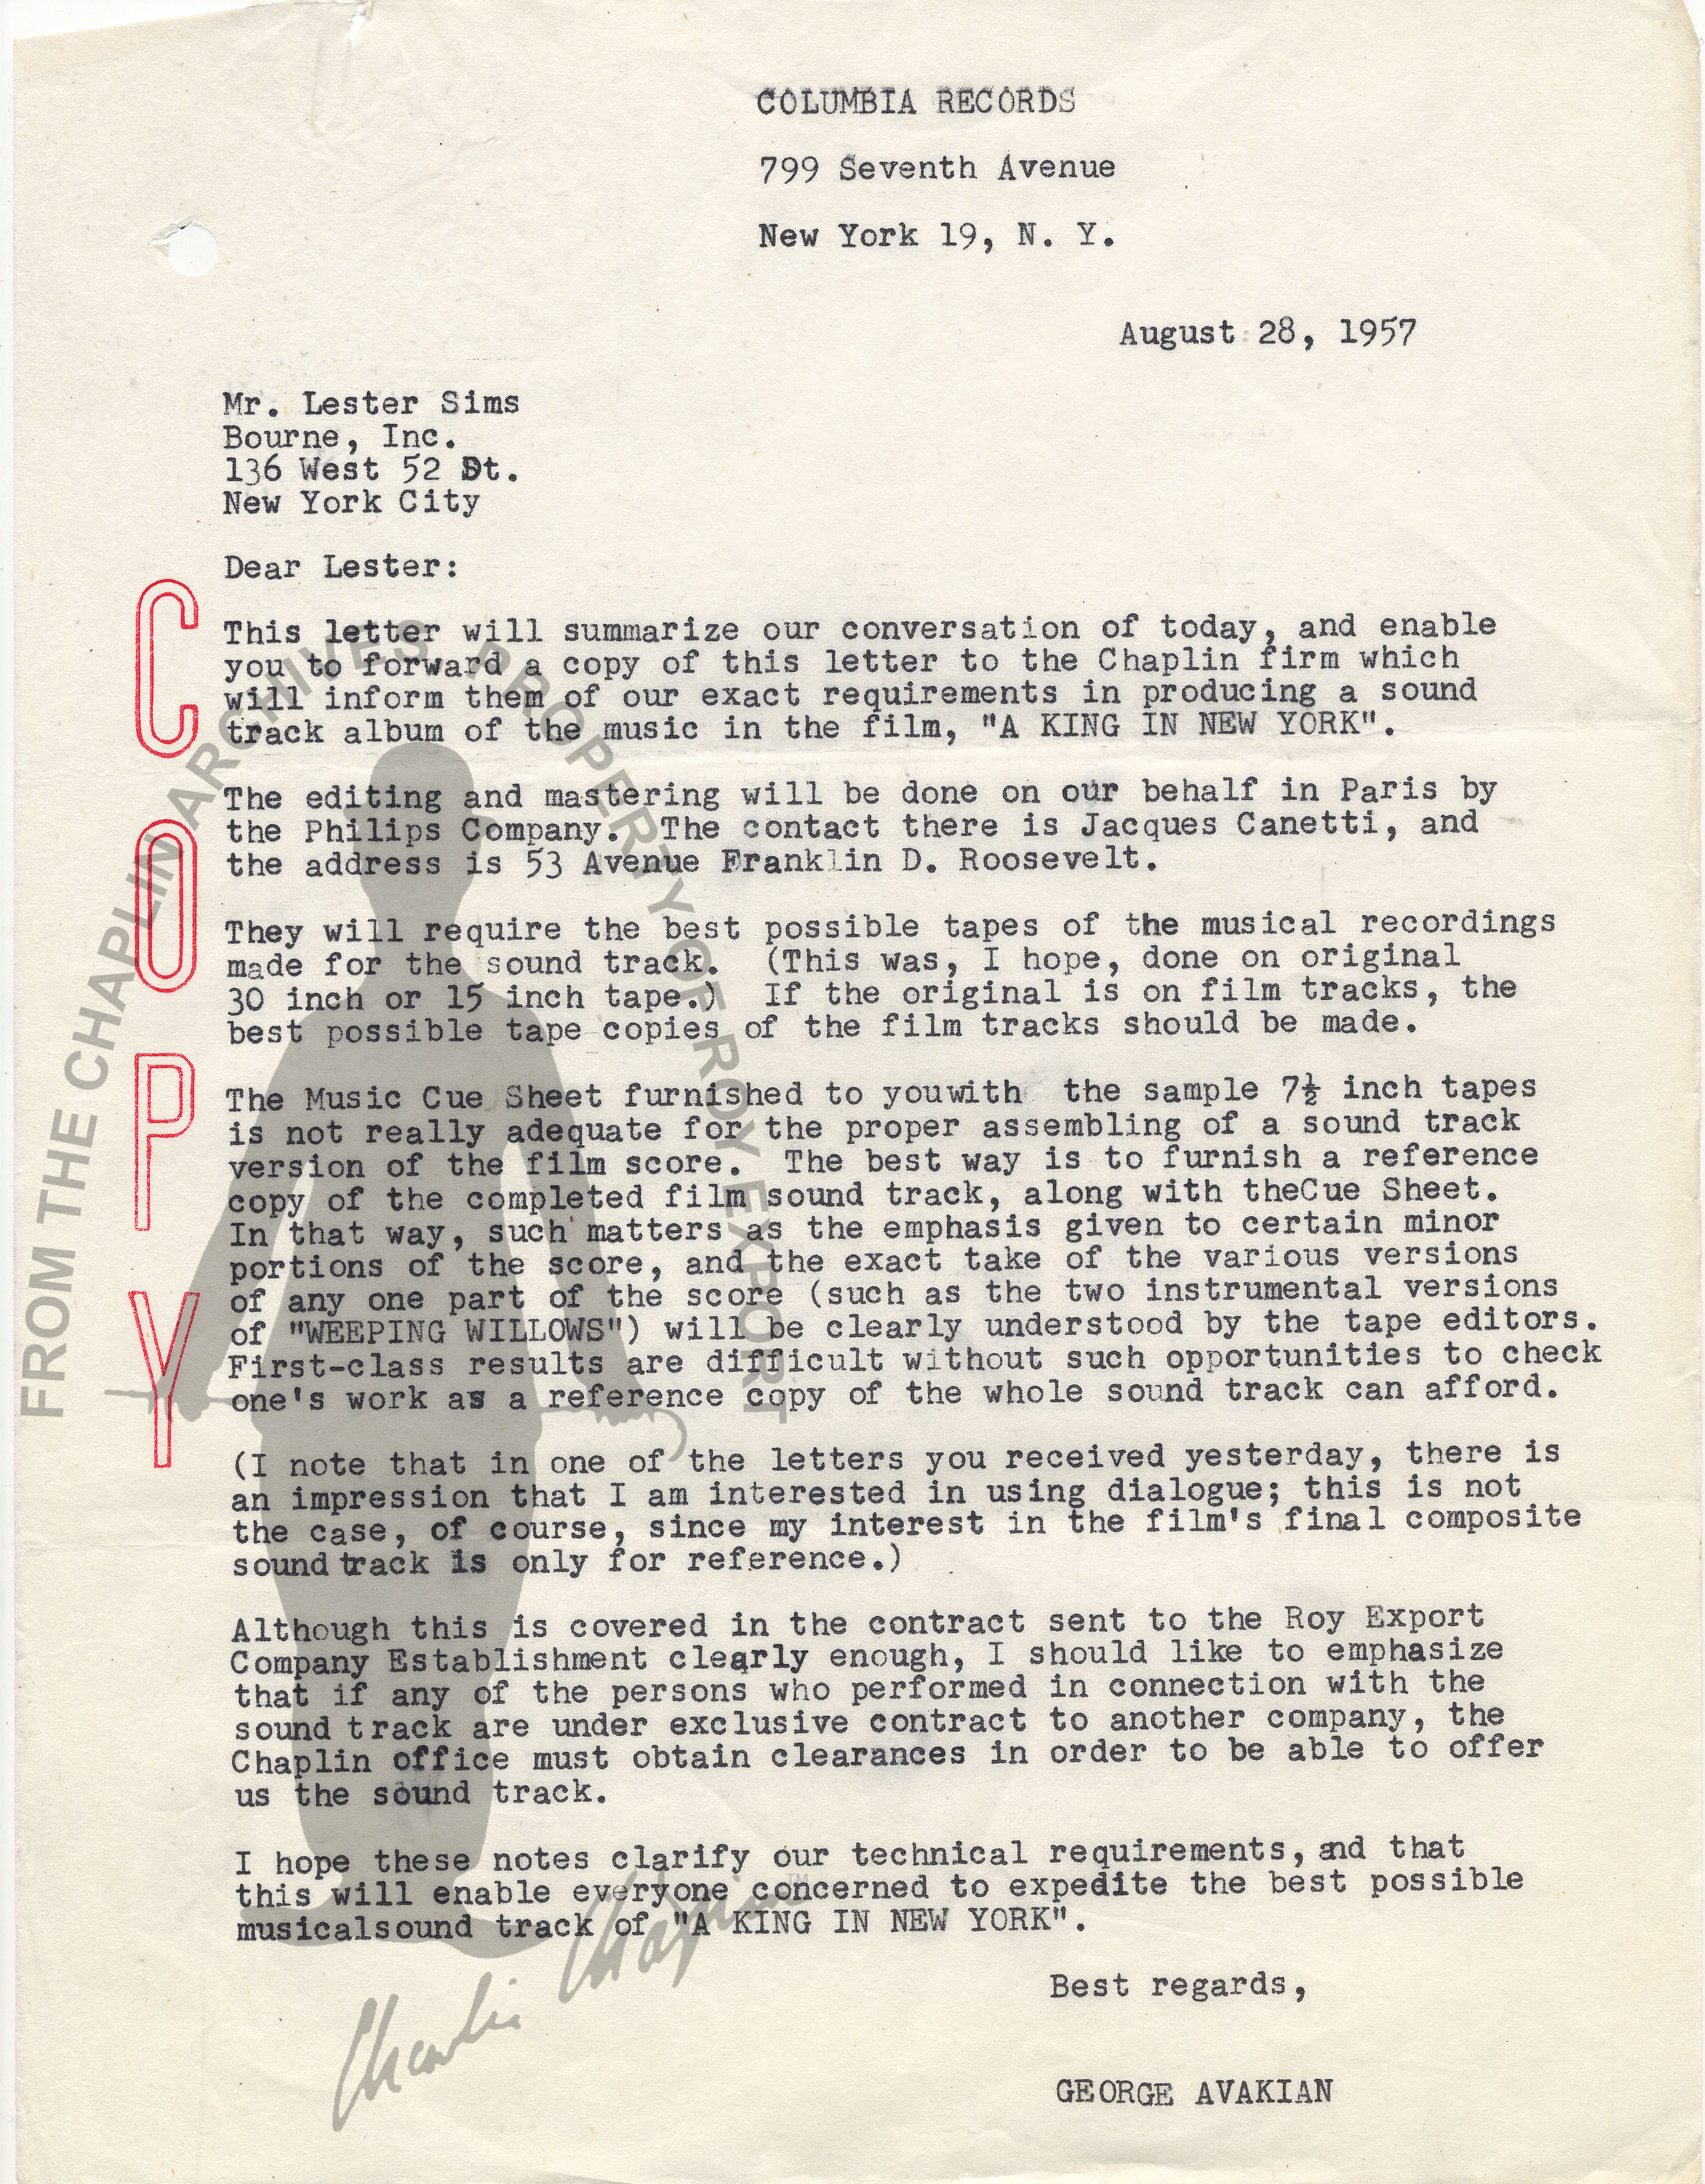 COLUMBIA RECORDS
799 Seventh Avenue
New York 19, N. Y.
August 28, 1957
Mr. Lester Sims
Bourne, Inc.
136 West 52 St.
New York City
Dear Lester:
This letter will summarize our conversation of today, and enable
you to forward a copy of this letter to the Chaplin firm which
will inform them of our exact requirements in producing a sound
track album of the music in the film, "A KING IN NEW YORK".
The editing and mastering will be done on our behalf in Paris by
the Philips Company. The contact there is Jacques Canetti, and
the address is 53 Avenue Franklin D. Roosevelt.
They will require the best possible tapes of the musical recordings
made for the sound track. (This was, I hope, done on original
30 inch or 15 inch tape.) If the original is on film tracks, the
best possible tape copies of the film tracks should be made.
The Music Cue Sheet furnished to youwith the sample 7½ inch tapes
is not really adequate for the proper assembling of a sound track
version of the film score. The best way is to furnish a reference
copy of the completed film sound track, along with theCue Sheet.
In that way, such matters as the emphasis given to certain minor
portions of the score, and the exact take of the various versions
of any one part of the score (such as the two instrumental versions
of "WEEPING WILLOWS") will be clearly understood by the tape editors.
First-class results are difficult without such opportunities to check
one's work as a reference copy of the whole sound track can afford.
(I note that in one of the letters you received yesterday, there is
an impression that I am interested in using dialogue; this is not
the case, of course, since my interest in the film's final composite
sound track is only for reference.)
Although this is covered in the contract sent to the Roy Export
Company Establishment clearly enough, I should like to emphasize
that if any of the persons who performed in connection with the
sound track are under exclusive contract to another company, the
Chaplin office must obtain clearances in order to be able to offer
us the sound track.
I hope these notes clarify our technical requirements, and that
this will enable everyone concerned to expedite the best possible
musicalsound track of "A KING IN NEW YORK".
Best regards,
GEORGE AVAKIAN
COPY
FROM THE CHAPLIN ARCHIVES PROPERTY OF ROY EXPORT
Charlie Chaplin™